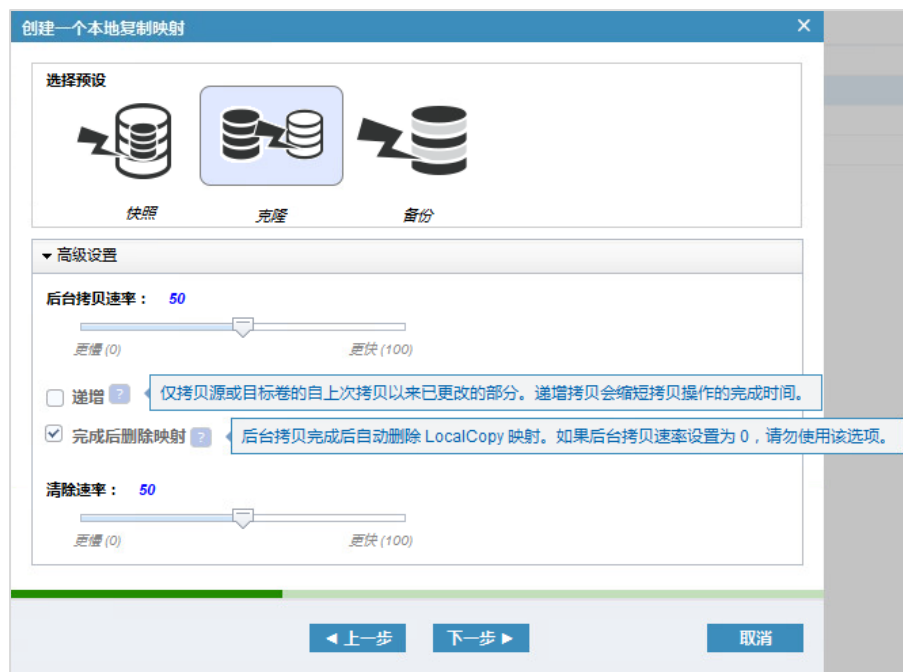 创建一个本地复制映射
选择预设
快照 克隆 备份
高级设置
后台拷贝速率： 50
更慢 (0) 更快 (100)
递增 ? 仅拷贝源或目标卷的自上次拷贝以来已更改的部分。递增拷贝会缩短拷贝操作的完成时间。
完成后删除映射 ? 后台拷贝完成后自动删除 LocalCopy 映射。如果后台拷贝速率设置为 0，请勿使用该选项。
清除速率： 50
更慢 (0) 更快 (100)
上一步 下一步 取消